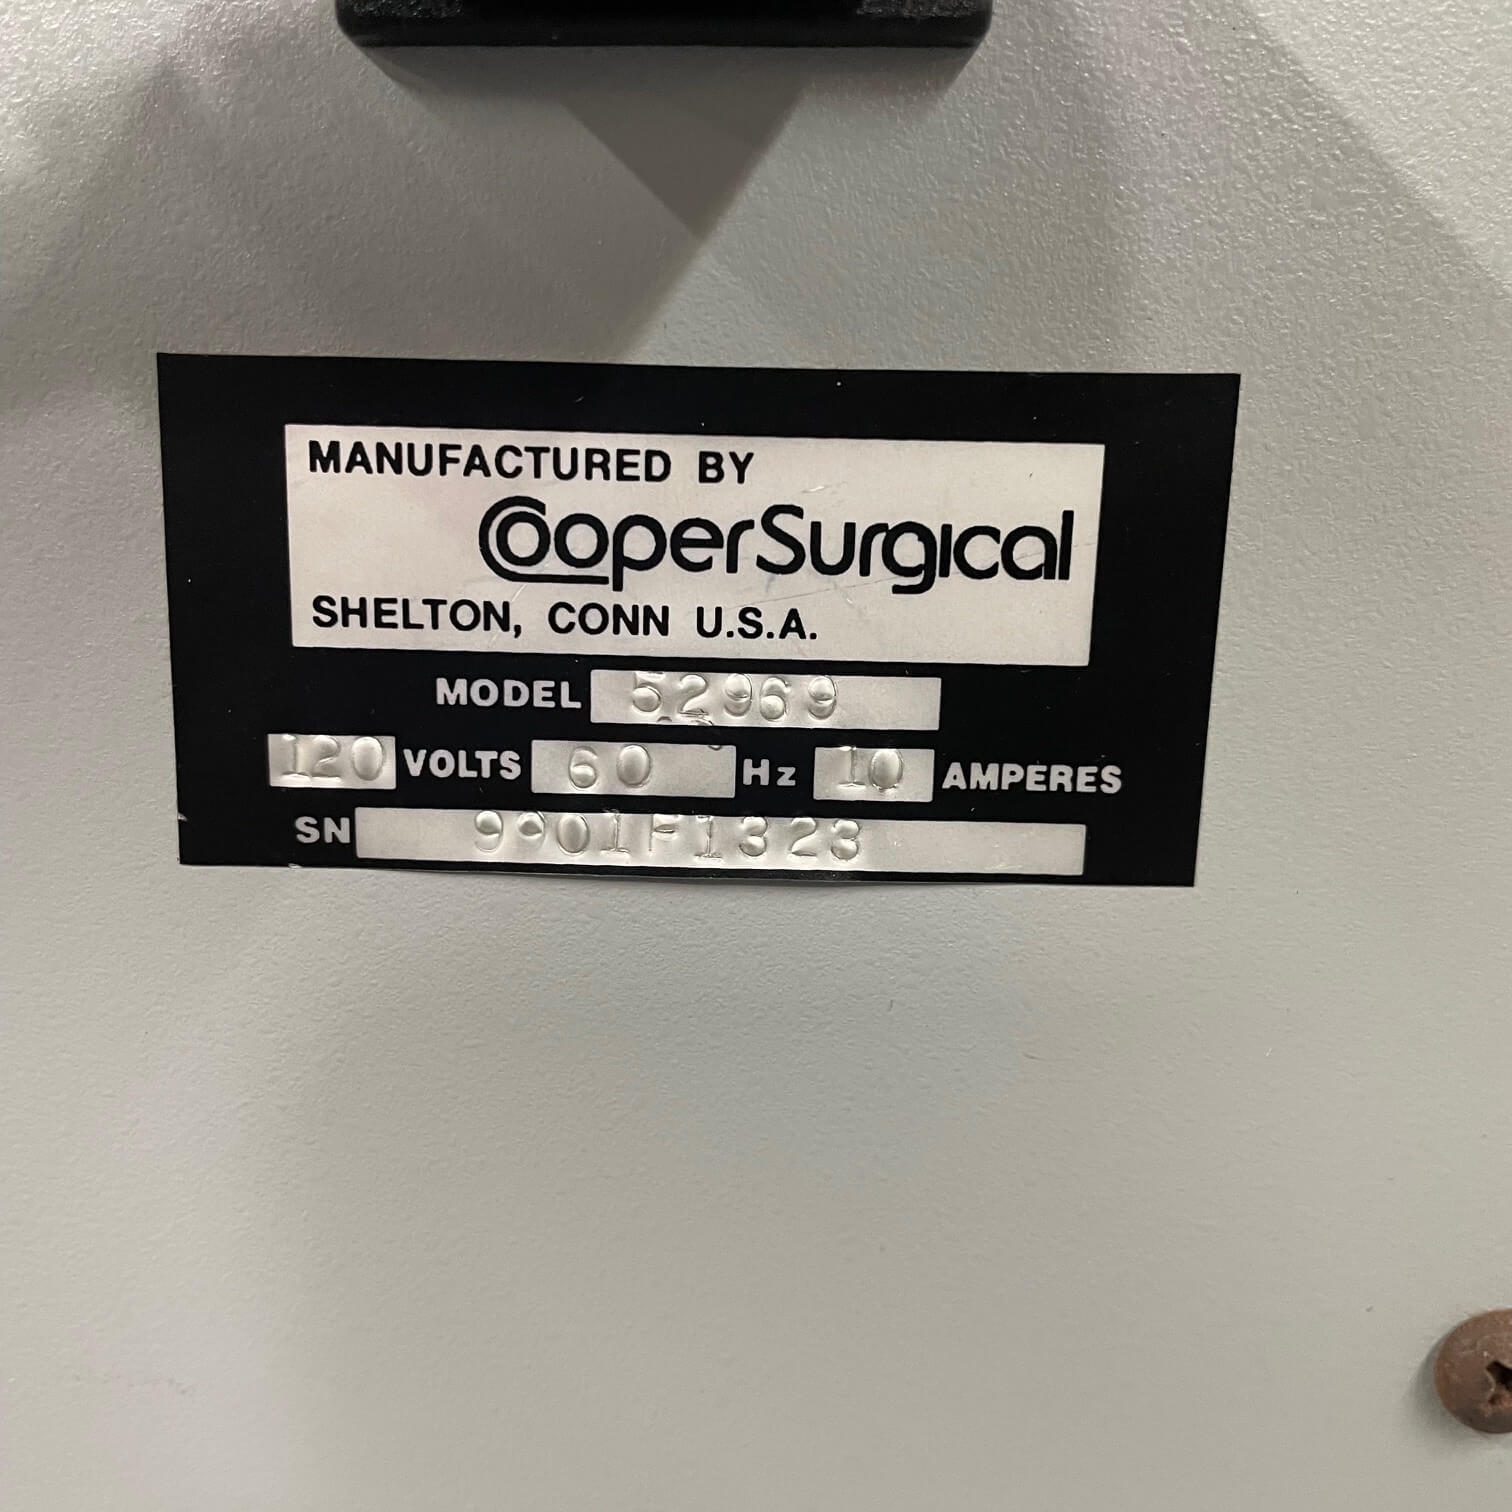 MANUFACTURED BY
CooperSurgical
SHELTON, CONN U.S.A.
MODEL 52969
120 VOLTS 60 Hz 10 AMPERES
SN 9901F1323